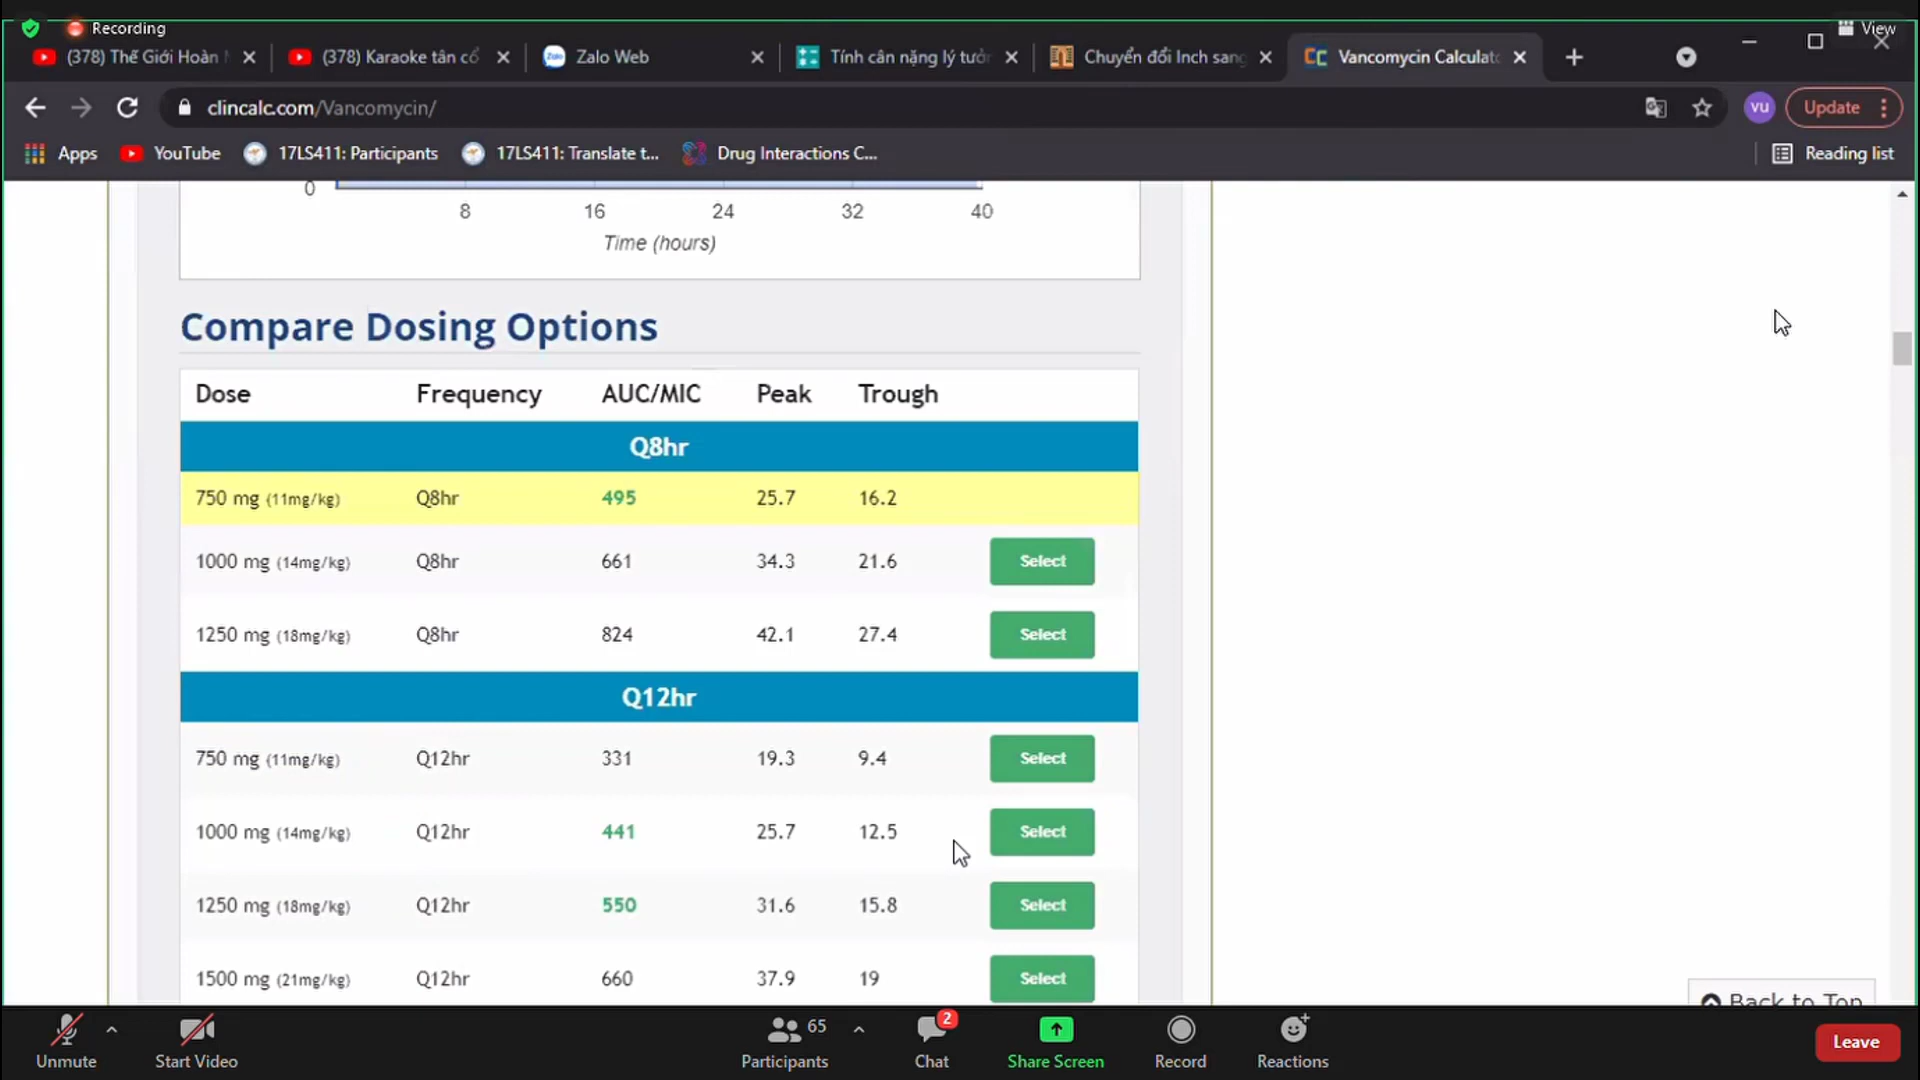 Recording
View
(378) Thế Giới Hoàn
(378) Karaoke tân cổ
Zalo Web
Tính cân nặng lý tưở
Chuyển đổi Inch sang
Vancomycin Calculat
clincalc.com/Vancomycin/
VU
Update
Apps
YouTube
17LS411: Participants
17LS411: Translate t...
Drug Interactions C...
Reading list
0
8 16 24 32 40
Time (hours)
Compare Dosing Options
Dose Frequency AUC/MIC Peak Trough
Q8hr
750 mg (11mg/kg) Q8hr 495 25.7 16.2
1000 mg (14mg/kg) Q8hr 661 34.3 21.6 Select
1250 mg (18mg/kg) Q8hr 824 42.1 27.4 Select
Q12hr
750 mg (11mg/kg) Q12hr 331 19.3 9.4 Select
1000 mg (14mg/kg) Q12hr 441 25.7 12.5 Select
1250 mg (18mg/kg) Q12hr 550 31.6 15.8 Select
1500 mg (21mg/kg) Q12hr 660 37.9 19 Select
Back to Top
65
2
Unmute
Start Video
Participants
Chat
Share Screen
Record
Reactions
Leave